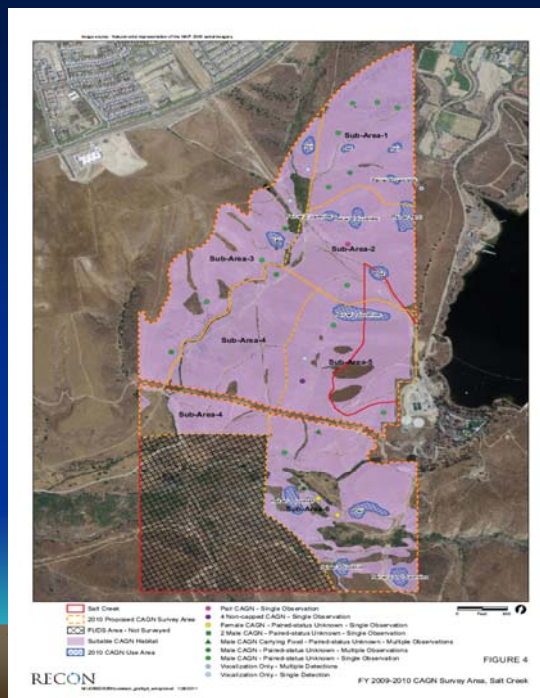 Sub-Area-1
Sub-Area-2
Sub-Area-3
Sub-Area-4
Sub-Area-5
Sub-Area-4
Sub-Area-6
Salt Creek
2010 Proposed CAGN Survey Area
FUDS Area - Not Surveyed
Suitable CAGN Habitat
2010 CAGN Use Area
Pair CAGN - Single Observation
4 Non-capped CAGN - Single Observation
Female CAGN - Paired-status Unknown - Single Observation
2 Male CAGN - Paired-status Unknown - Single Observation
Male CAGN Carrying Food - Paired-status Unknown - Multiple Observations
Male CAGN - Paired-status Unknown - Multiple Observations
Male CAGN - Paired-status Unknown - Single Observation
Vocalization Only - Multiple Detections
Vocalization Only - Single Detection
FIGURE 4
RECON
FY 2009-2010 CAGN Survey Area, Salt Creek